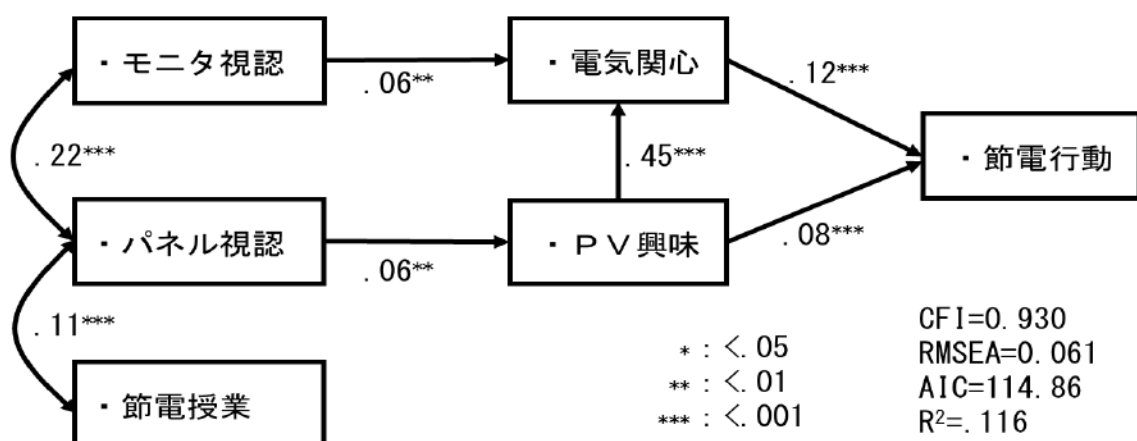 ・モニタ視認
.06**
・電気関心
.12***
.22***
.45***
・節電行動
・パネル視認
.06**
・ＰＶ興味
.08***
.11***
・節電授業
*：<.05
**：<.01
***：<.001
CFI=0.930
RMSEA=0.061
AIC=114.86
R²=.116